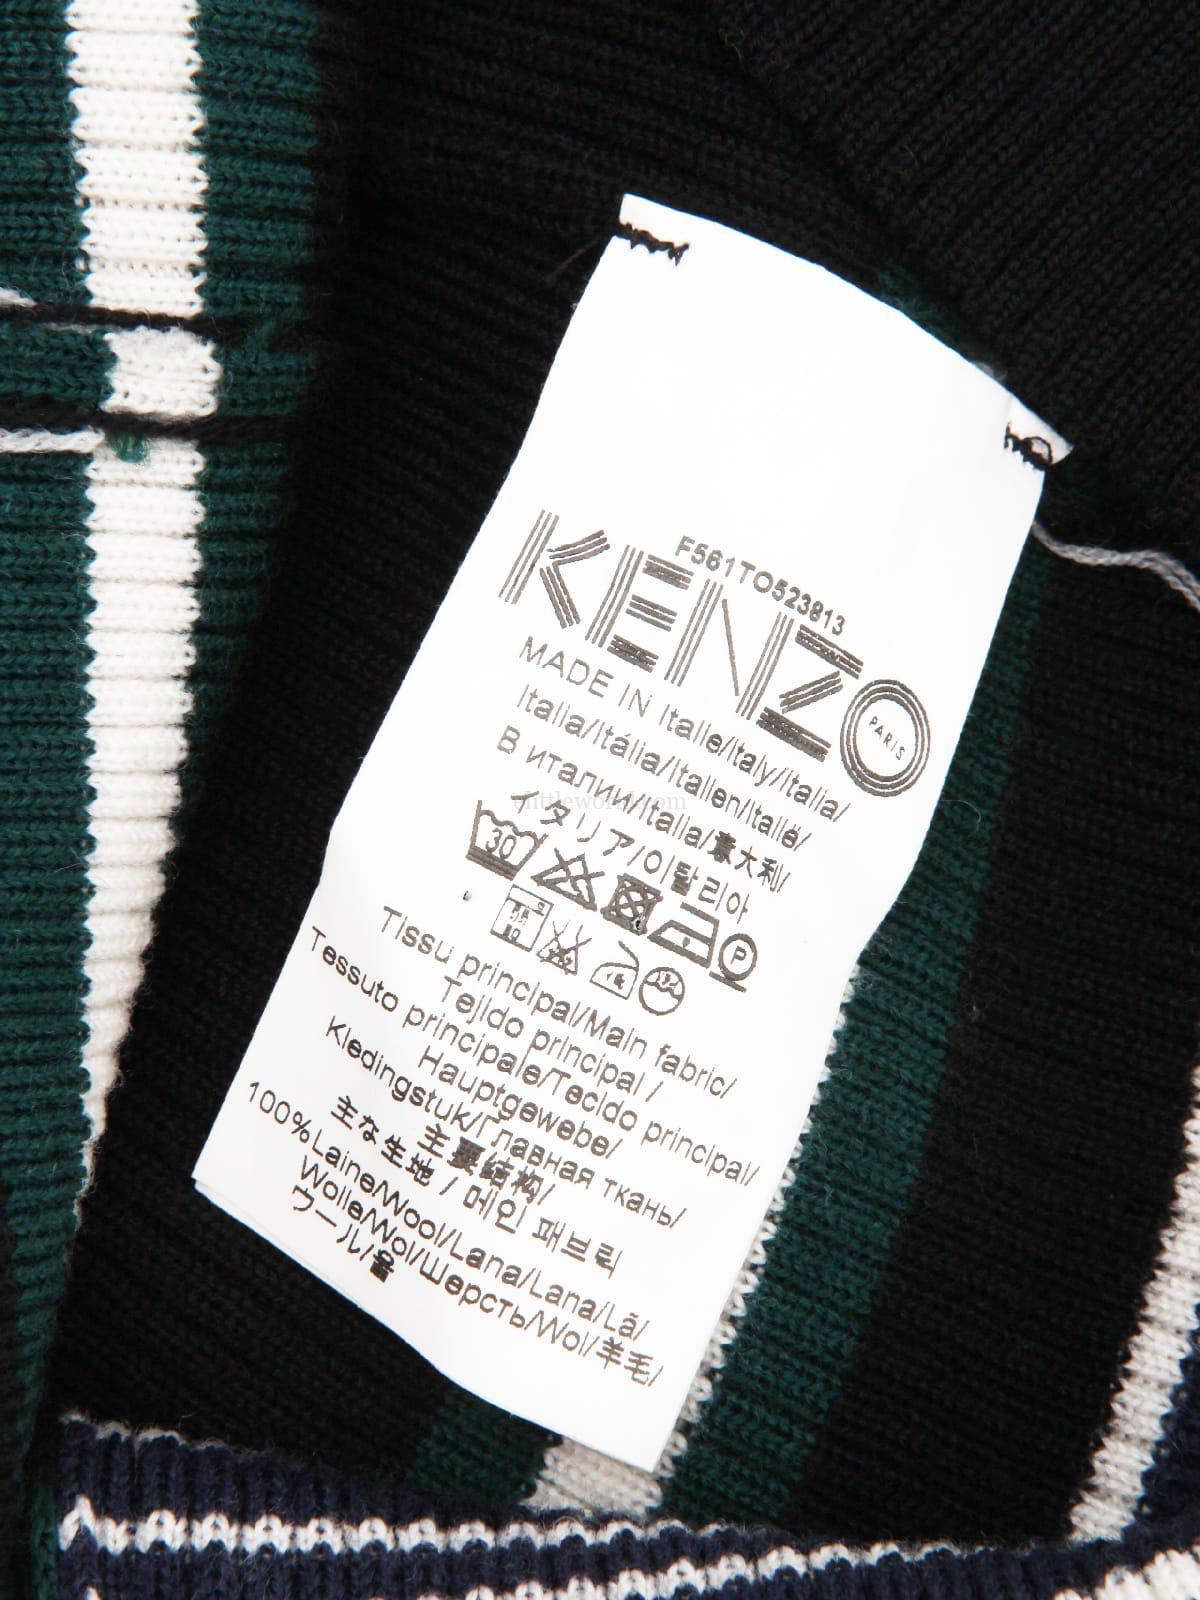 F561TO523813
KENZO
PARIS
MADE IN Italie/Italy/Italia/
Italia/Itália/Italien/Italië/
В италии/Italia/意大利/
イタリア/이탈리아
30
P
Tissu principal/Main fabric/
Tejido principal /
Tessuto principale/Tecido principal/
Hauptgewebe/
Kledingstuk/Главная ткань/
主要结构/
主な生地 / 메인 패브릭
100%Laine/Wool/Lana/Lana/Lã/
Wolle/Wol/Шерсть/Wol/羊毛/
ウール/울